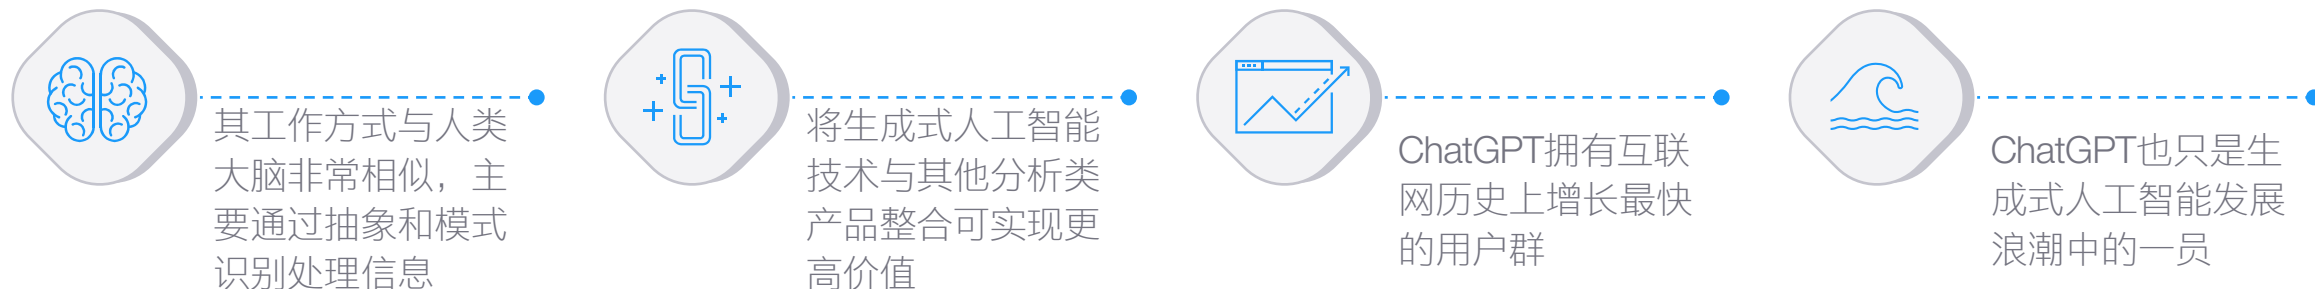 其工作方式与人类
大脑非常相似，主
要通过抽象和模式
识别处理信息
将生成式人工智能
技术与其他分析类
产品整合可实现更
高价值
ChatGPT拥有互联
网历史上增长最快
的用户群
ChatGPT也只是生
成式人工智能发展
浪潮中的一员